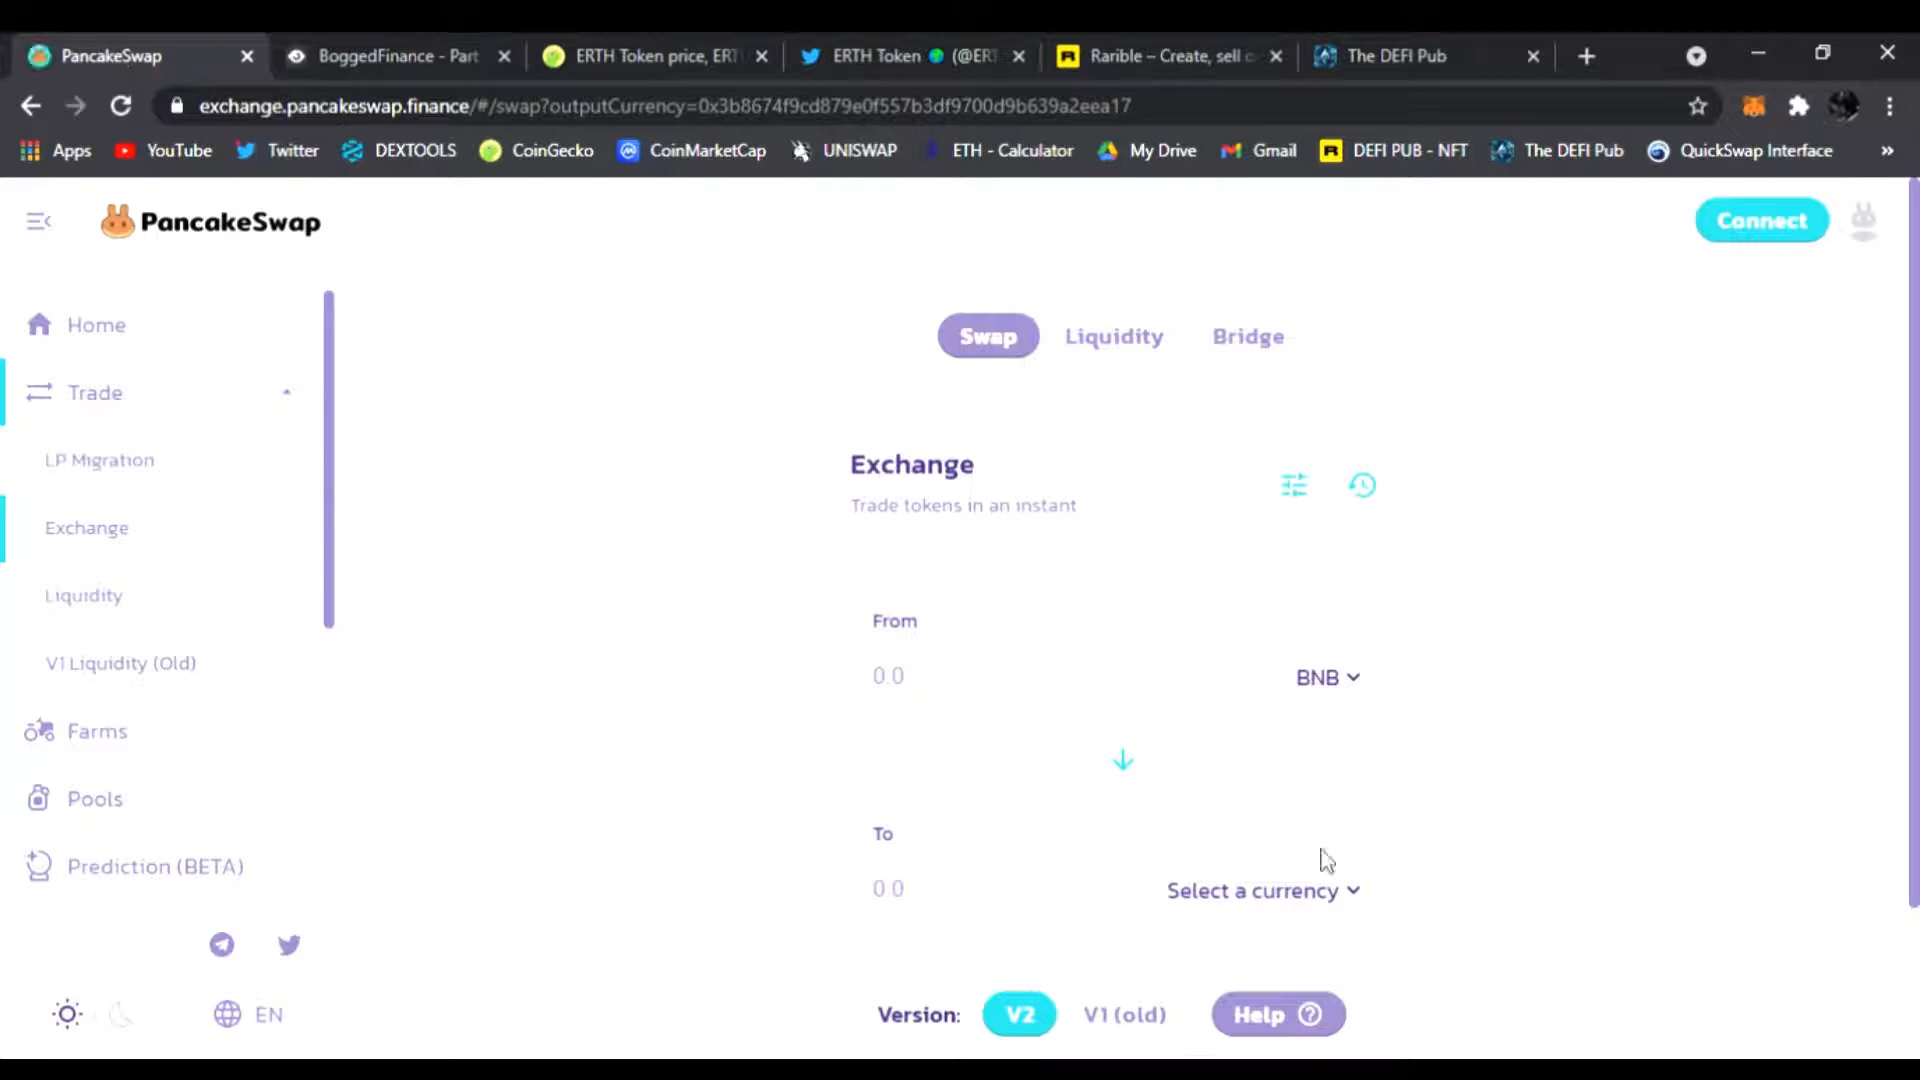 PancakeSwap
BoggedFinance - Part
ERTH Token price, ERT
ERTH Token (@ER
Rarible – Create, sell
The DEFI Pub
exchange.pancakeswap.finance/#/swap?outputCurrency=0x3b8674f9cd879e0f557b3df9700d9b639a2eea17
Apps
YouTube
Twitter
DEXTOOLS
CoinGecko
CoinMarketCap
UNISWAP
ETH - Calculator
My Drive
Gmail
DEFI PUB - NFT
The DEFI Pub
QuickSwap Interface
»
PancakeSwap
Connect
Home
Trade
LP Migration
Exchange
Liquidity
V1 Liquidity (Old)
Farms
Pools
Prediction (BETA)
EN
Swap
Liquidity
Bridge
Exchange
Trade tokens in an instant
From
0.0
BNB
To
0.0
Select a currency
Version:
V2
V1 (old)
Help